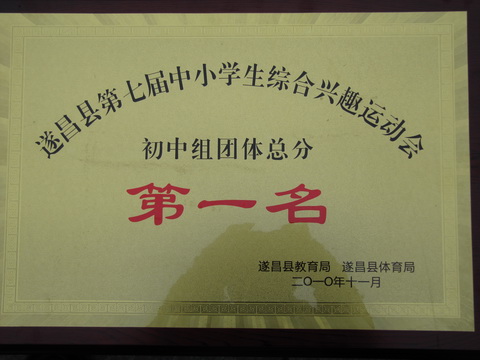 遂昌县第七届中小学生综合兴趣运动会
初中组团体总分
第一名
遂昌县教育局 遂昌县体育局
二〇一〇年十一月